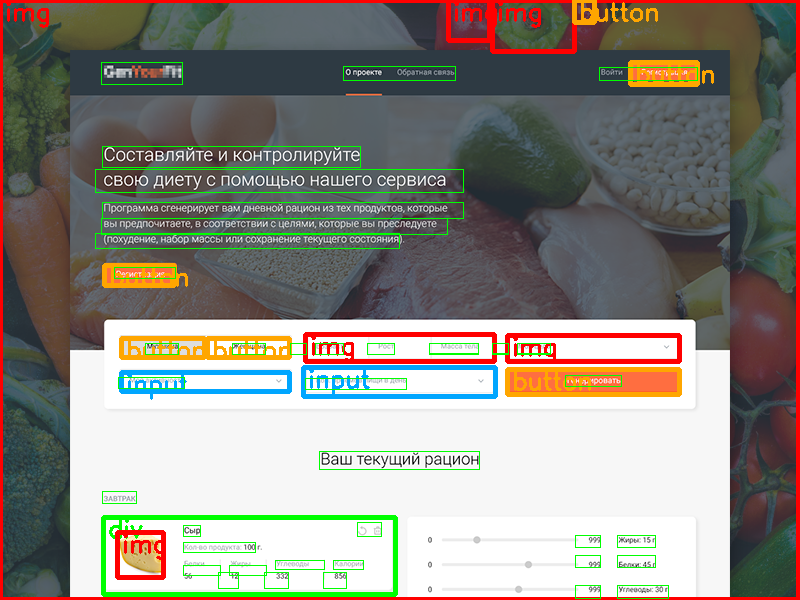 img
img
img
button
GenYourFit
О проекте
Обратная связь
Войти
button
Составляйте и контролируйте
свою диету с помощью нашего сервиса
Программа сгенерирует вам дневной рацион из тех продуктов, которые
вы предпочитаете, в соответствии с целями, которые вы преследуете
(похудение, набор массы или сохранение текущего состояния).
button
button
button
img
Рост
Масса тела
img
input
input
button
Ваш текущий рацион
ЗАВТРАК
div
img
Сыр
Кол-во продукта: 100 г.
Белки
Жиры
Углеводы
Калории
56
12
332
856
0
999
Жиры: 15 г
0
999
Белки: 45 г
0
999
Углеводы: 30 г